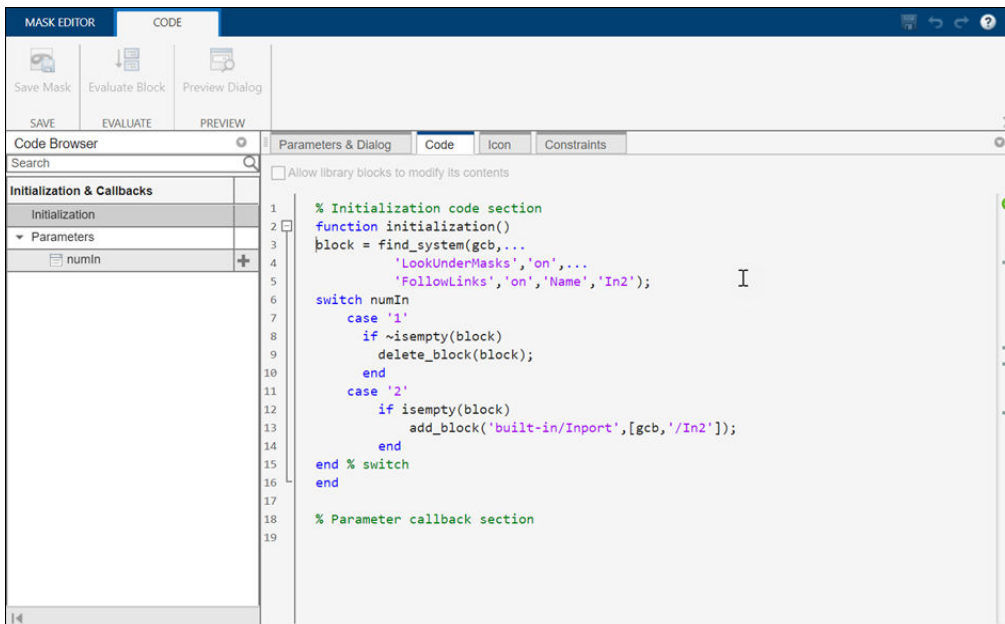 MASK EDITOR CODE
Save Mask Evaluate Block Preview Dialog
SAVE EVALUATE PREVIEW
Code Browser
Search
Initialization & Callbacks
Initialization
Parameters
numIn
Parameters & Dialog Code Icon Constraints
Allow library blocks to modify its contents
1 % Initialization code section
2 function initialization()
3 block = find_system(gcb,...
4 'LookUnderMasks','on',...
5 'FollowLinks','on','Name','In2');
6 switch numIn
7 case '1'
8 if ~isempty(block)
9 delete_block(block);
10 end
11 case '2'
12 if isempty(block)
13 add_block('built-in/Inport',[gcb,'/In2']);
14 end
15 end % switch
16 end
17
18 % Parameter callback section
19